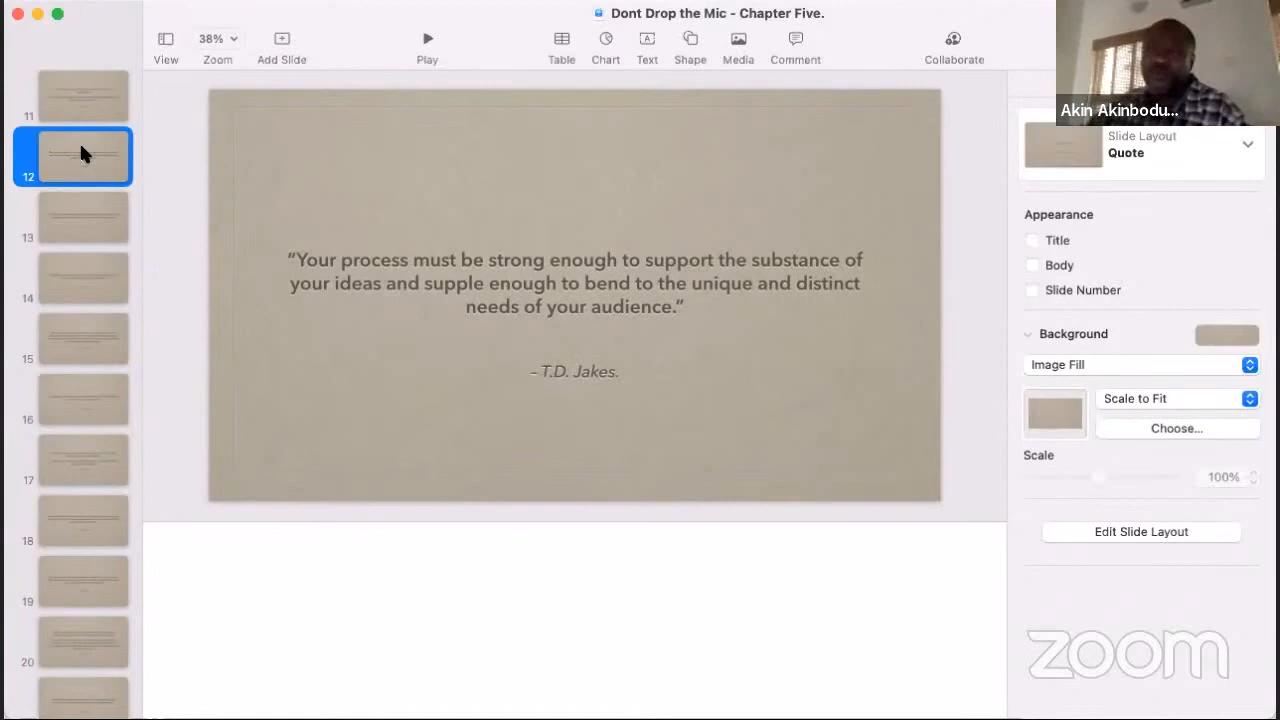 Dont Drop the Mic - Chapter Five.
38%
View
Zoom
Add Slide
Play
Table
Chart
Text
Shape
Media
Comment
Collaborate
Akin Akinbodu...
11
12
13
14
15
16
17
18
19
20
“Your process must be strong enough to support the substance of
your ideas and supple enough to bend to the unique and distinct
needs of your audience.”
– T.D. Jakes.
Slide Layout
Quote
Appearance
Title
Body
Slide Number
Background
Image Fill
Scale to Fit
Choose...
Scale
100%
Edit Slide Layout
zoom